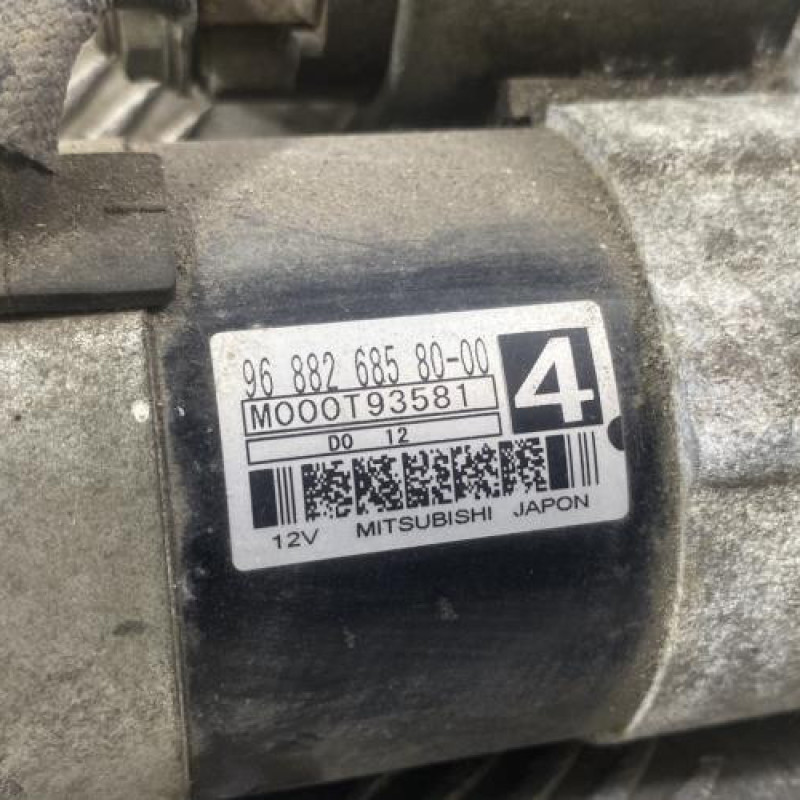 96 882 685 80-00
4
M000T93581
D0 12
12V MITSUBISHI JAPON